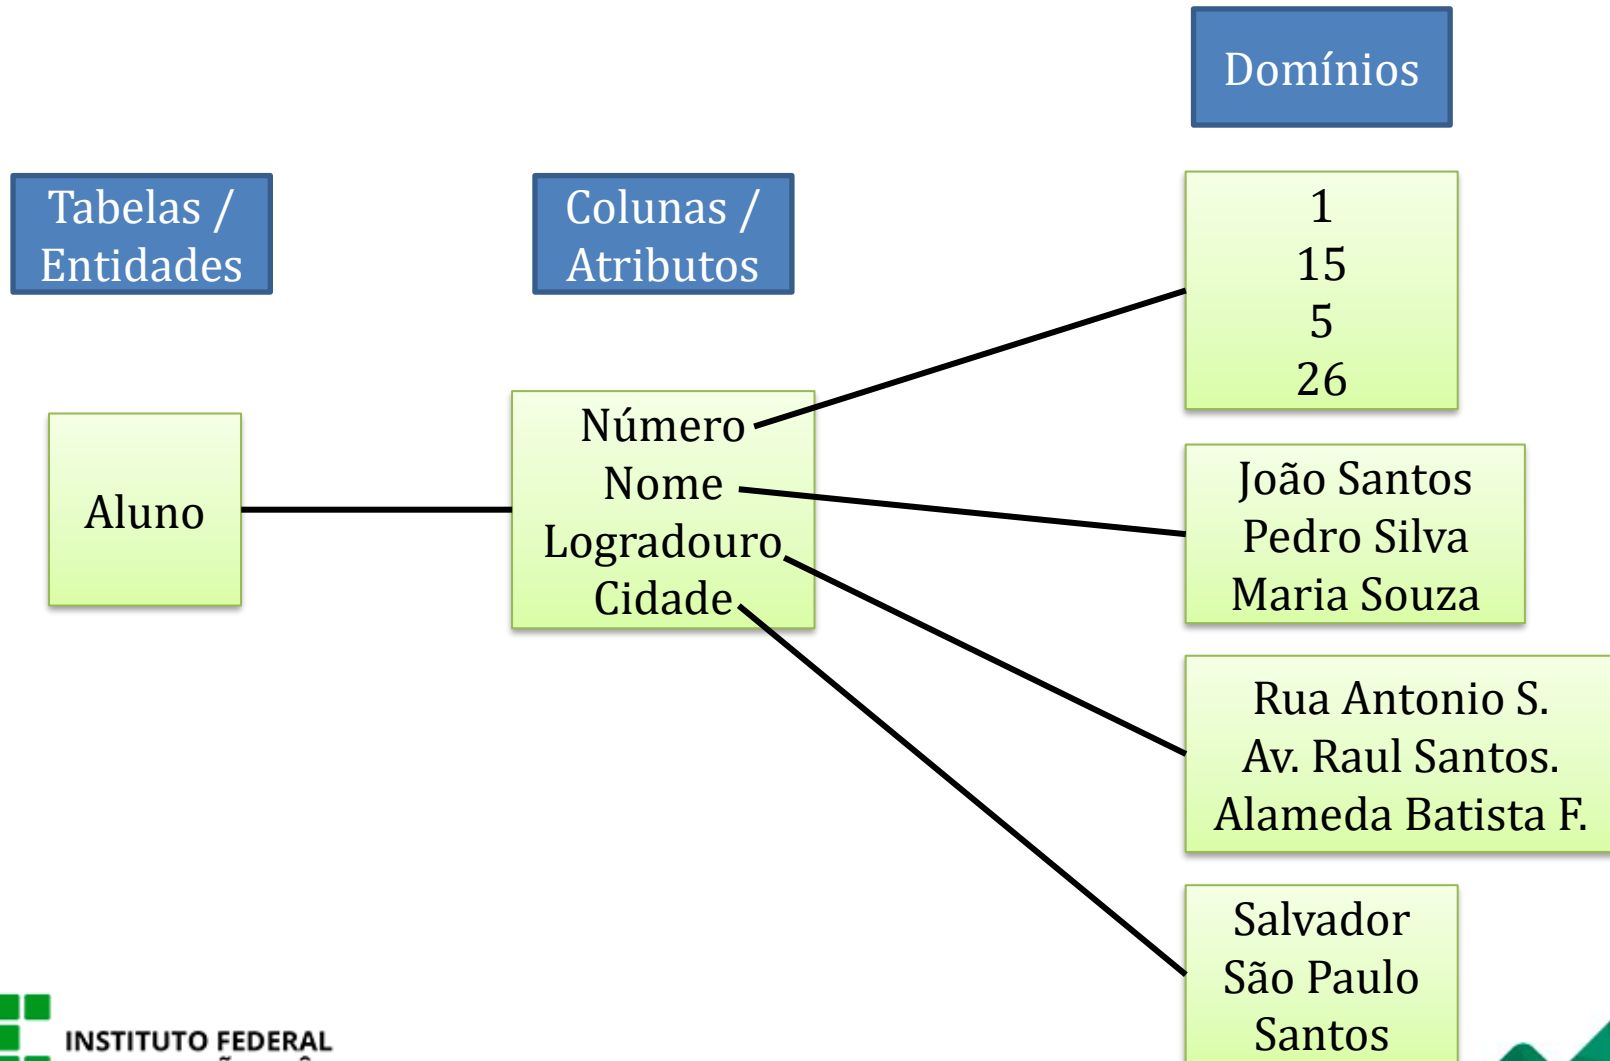 Domínios
Tabelas /
Entidades
Colunas /
Atributos
Aluno
Número
Nome
Logradouro
Cidade
1
15
5
26
João Santos
Pedro Silva
Maria Souza
Rua Antonio S.
Av. Raul Santos.
Alameda Batista F.
Salvador
São Paulo
Santos
INSTITUTO FEDERAL